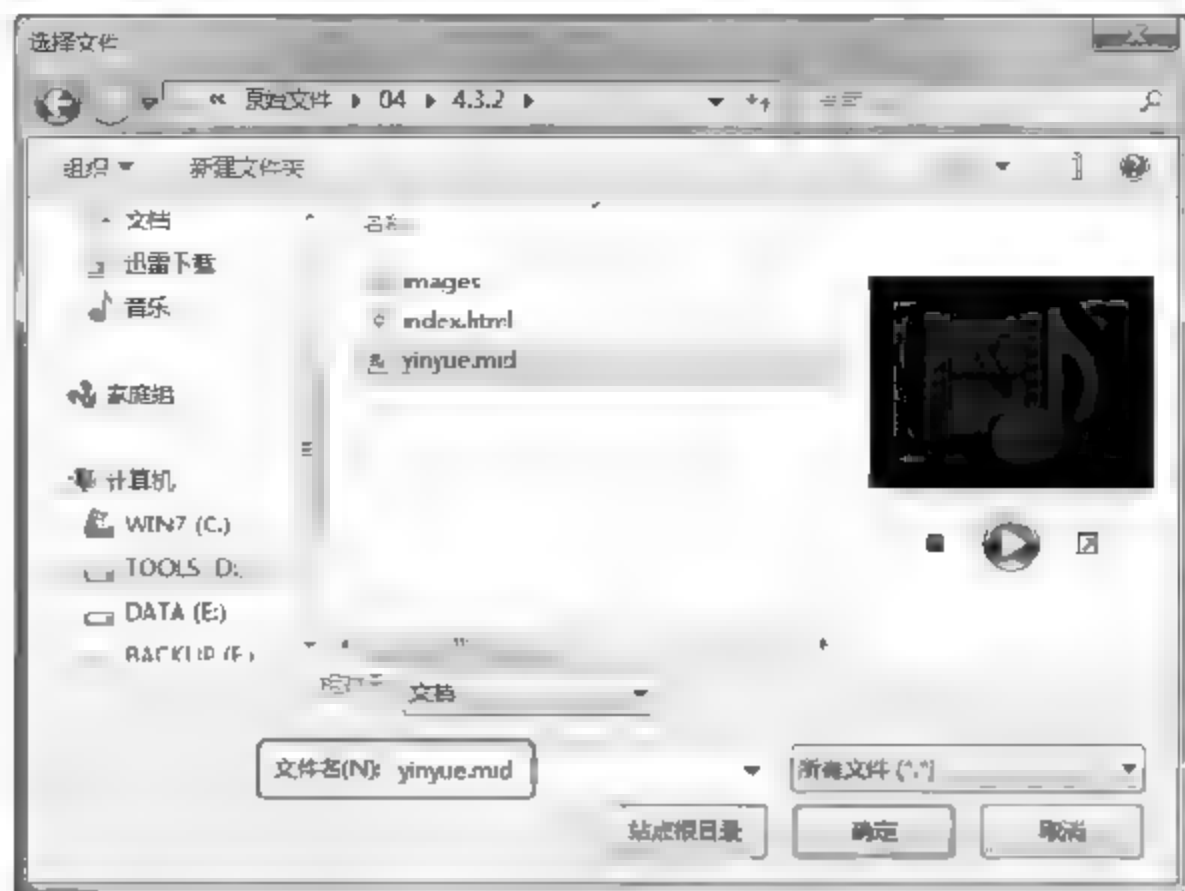 选择文件
« 原始文件 ▸ 04 ▸ 4.3.2 ▸
组织 新建文件夹
文档
迅雷下载
音乐
家庭组
计算机
WIN7 (C:)
TOOLS D:
DATA (E:)
BACKUP (F:)
名称
images
index.html
yinyue.mid
文档
文件名(N): yinyue.mid
所有文件 (*.*)
站点根目录 确定 取消